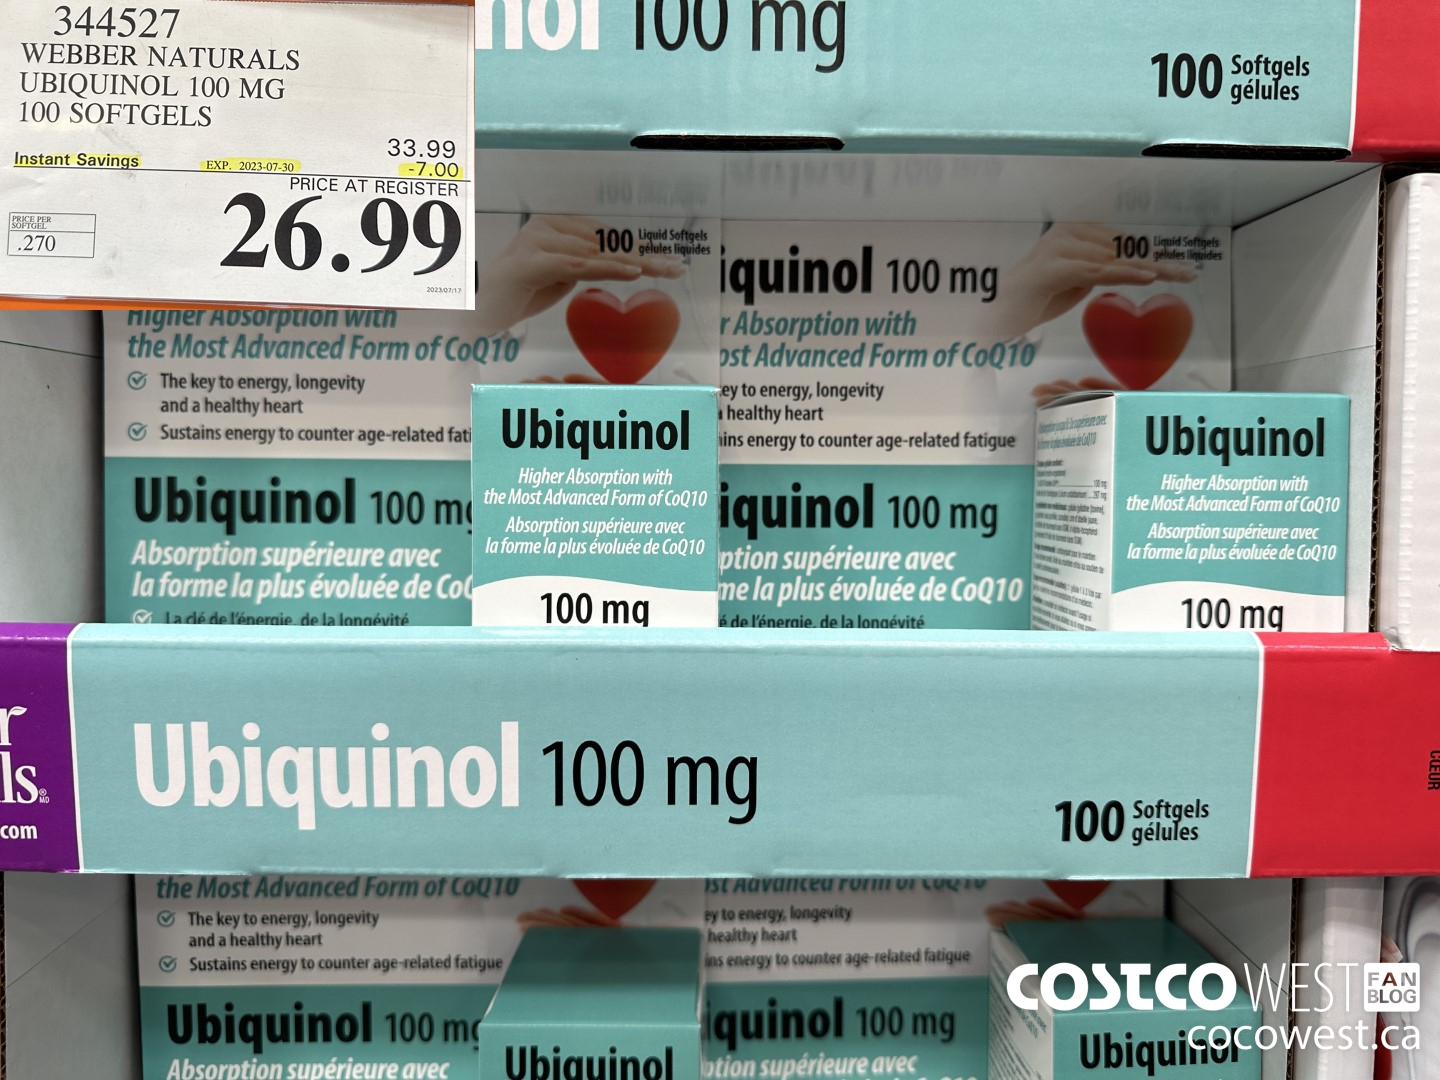 344527
WEBBER NATURALS
UBIQUINOL 100 MG
100 SOFTGELS
33.99
Instant Savings EXP. 2023-07-30 -7.00
PRICE AT REGISTER
26.99
PRICE PER
SOFTGEL
.270
2023/07/17
nol 100 mg
100 Softgels
gélules
100 Liquid Softgels
gélules liquides
Higher Absorption with
the Most Advanced Form of CoQ10
The key to energy, longevity
and a healthy heart
Sustains energy to counter age-related fati
Ubiquinol 100 mg
Absorption supérieure avec
la forme la plus évoluée de CoQ
La clé de l'énergie, de la longévité
100 Liquid Softgels
gélules liquides
iquinol 100 mg
r Absorption with
ost Advanced Form of CoQ10
ey to energy, longevity
healthy heart
ins energy to counter age-related fatigue
iquinol 100 mg
ption supérieure avec
me la plus évoluée de CoQ10
é de l'énergie, de la longévité
Ubiquinol
Higher Absorption with
the Most Advanced Form of CoQ10
Absorption supérieure avec
la forme la plus évoluée de CoQ10
100 mg
Ubiquinol
Higher Absorption with
the Most Advanced Form of CoQ10
Absorption supérieure avec
la forme la plus évoluée de CoQ10
100 mg
r
ls® MD
com
Ubiquinol 100 mg
100 Softgels
gélules
CŒUR
the Most Advanced Form of CoQ10
The key to energy, longevity
and a healthy heart
Sustains energy to counter age-related fatigue
Ubiquinol 100 mg
Absorption supérieure avec
st Advanced Form of CoQ10
ey to energy, longevity
healthy heart
ins energy to counter age-related fatigue
iquinol 100 mg
ption supérieure avec
Ubiquinol
Ubiquinol
COSTCO WEST FAN BLOG
cocowest.ca